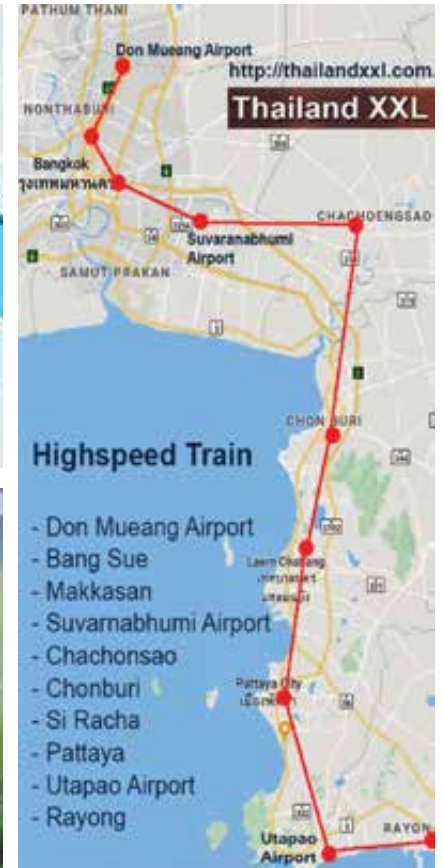 PATHUM THANI
Don Mueang Airport
http://thailandxxl.com
Thailand XXL
NONTHABURI
Bangkok
CHACHOENGSAO
Suvaranabhumi
Airport
SAMUT PRAKAN
CHON BURI
Highspeed Train
- Don Mueang Airport
- Bang Sue
- Makkasan
- Suvarnabhumi Airport
- Chachonsao
- Chonburi
- Si Racha
- Pattaya
- Utapao Airport
- Rayong
Laem Chabang
Pattaya City
Utapao
Airport
RAYON